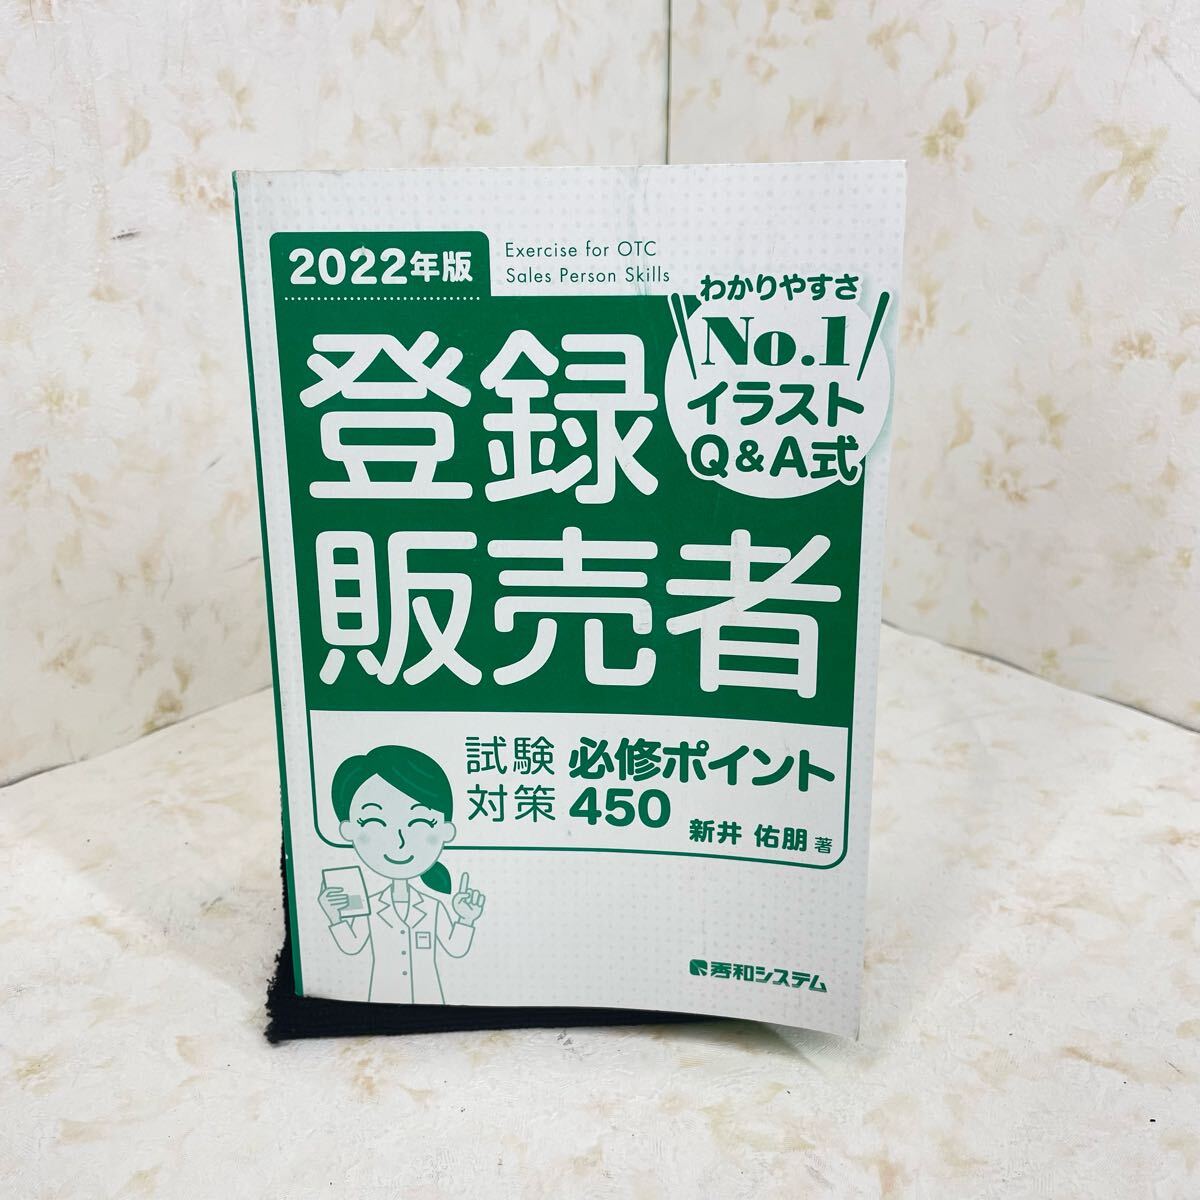 2022年版
Exercise for OTC
Sales Person Skills
わかりやすさ
No.1
イラスト
Q&A式
登録
販売者
試験
対策
必修ポイント
450
新井 佑朋 著
秀和システム